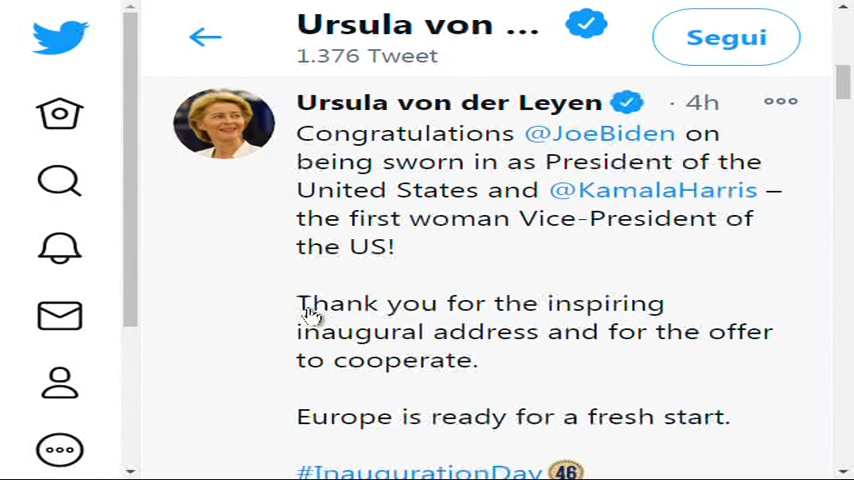 Ursula von ...
Segui
1.376 Tweet
Ursula von der Leyen · 4h
Congratulations @JoeBiden on
being sworn in as President of the
United States and @KamalaHarris –
the first woman Vice-President of
the US!
Thank you for the inspiring
inaugural address and for the offer
to cooperate.
Europe is ready for a fresh start.
#InaugurationDay 46